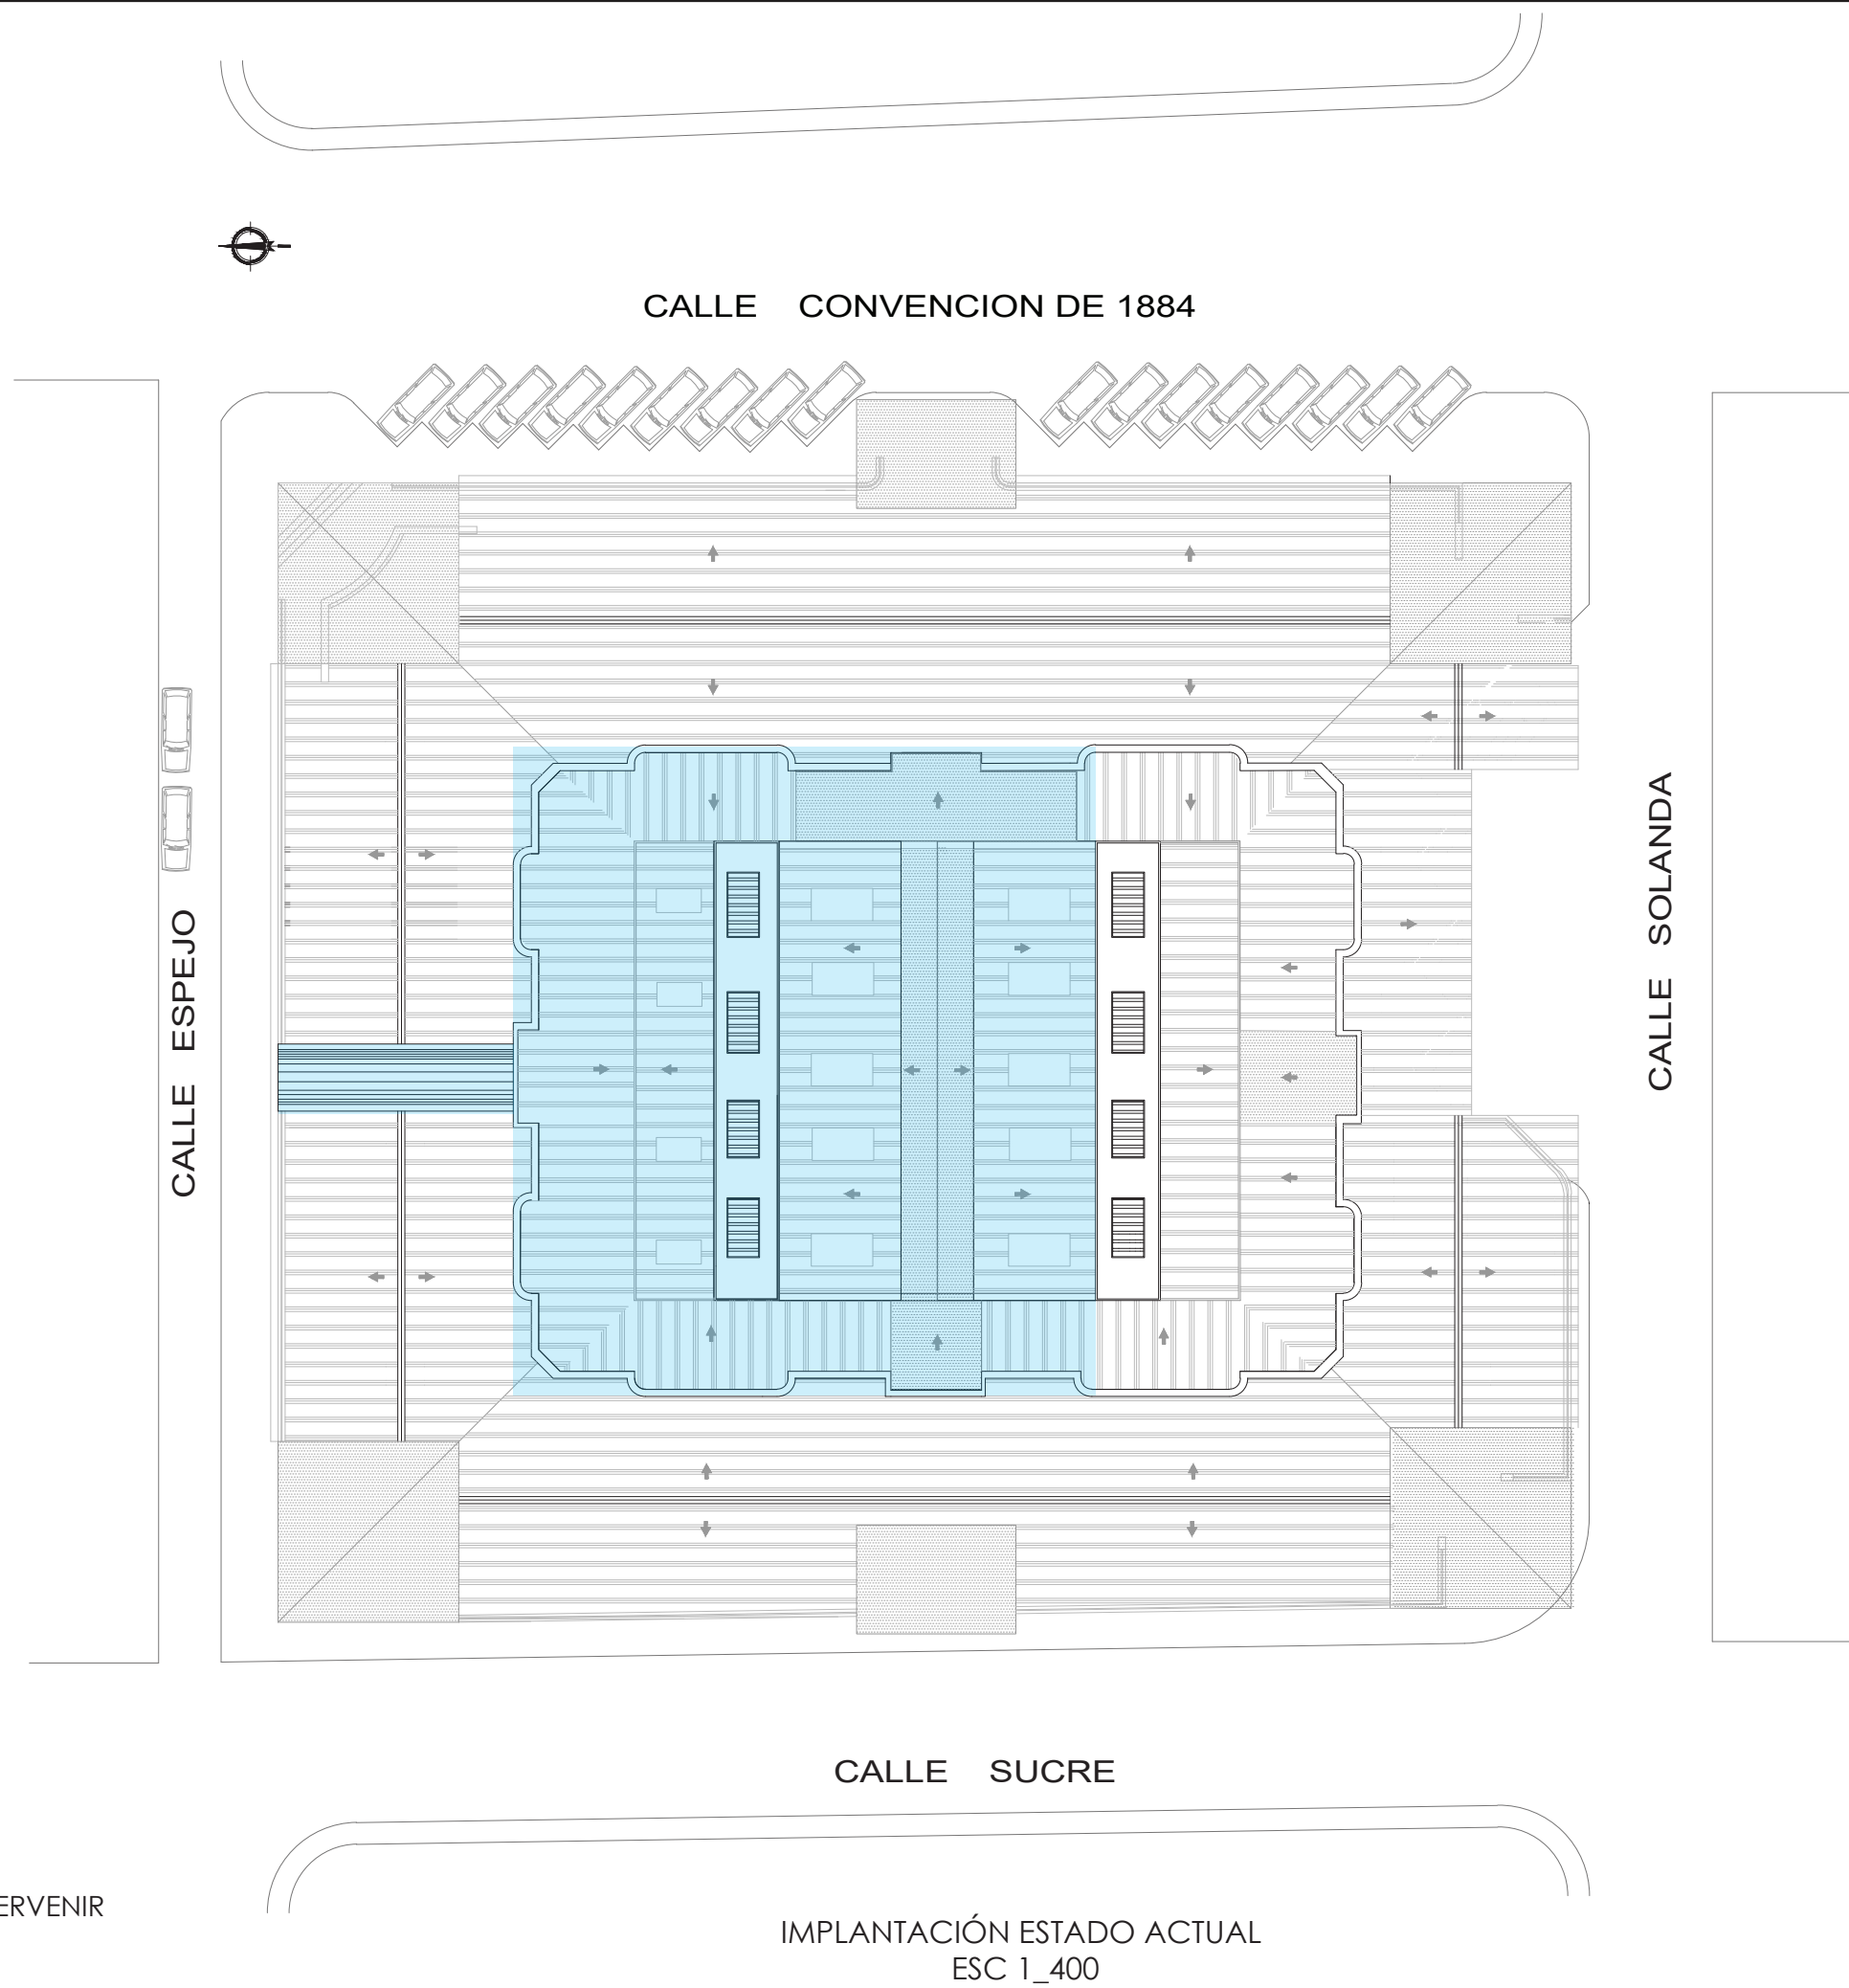 CALLE CONVENCION DE 1884
CALLE ESPEJO
CALLE SOLANDA
CALLE SUCRE
ERVENIR
IMPLANTACIÓN ESTADO ACTUAL
ESC 1_400